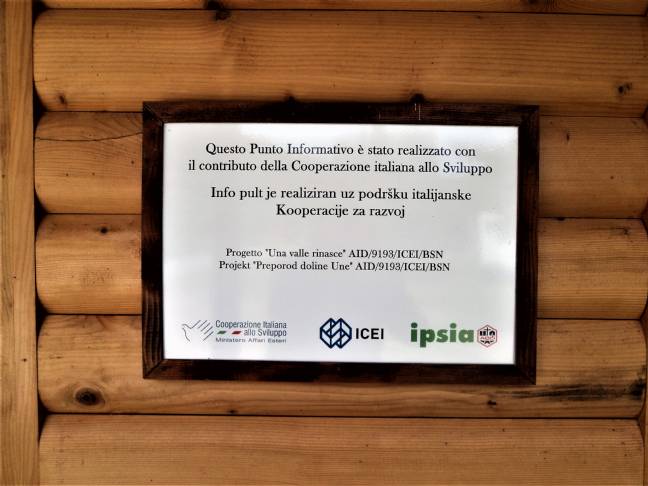 Questo Punto Informativo è stato realizzato con
il contributo della Cooperazione italiana allo Sviluppo
Info pult je realiziran uz podršku italijanske
Kooperacije za razvoj
Progetto "Una valle rinasce" AID/9193/ICEI/BSN
Projekt "Preporod doline Une" AID/9193/ICEI/BSN
Cooperazione Italiana
allo Sviluppo
Ministero Affari Esteri
ICEI
ipsia